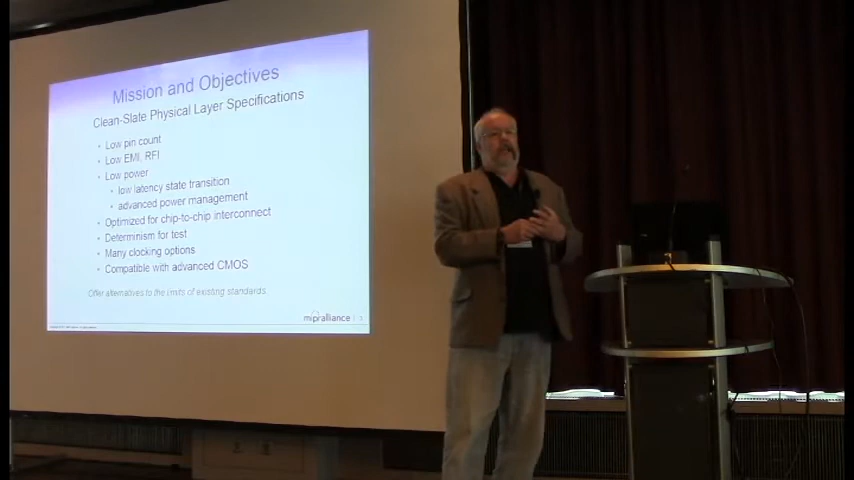 Mission and Objectives
Clean-Slate Physical Layer Specifications
• Low pin count
• Low EMI, RFI
• Low power
• low latency state transition
• advanced power management
• Optimized for chip-to-chip interconnect
• Determinism for test
• Many clocking options
• Compatible with advanced CMOS
Offer alternatives to the limits of existing standards
mipi alliance